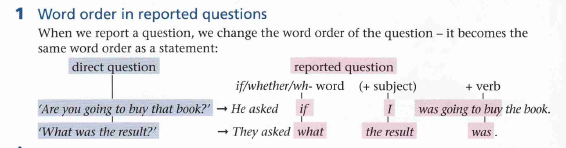 1 Word order in reported questions
When we report a question, we change the word order of the question – it becomes the
same word order as a statement:
direct question reported question
if/whether/wh- word (+ subject) + verb
'Are you going to buy that book?' → He asked if I was going to buy the book.
'What was the result?' → They asked what the result was.